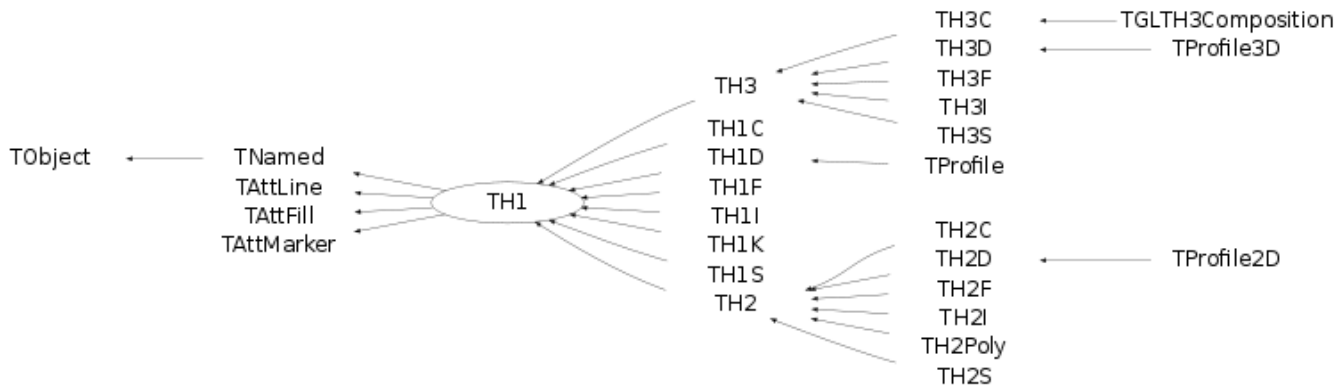 TObject
TNamed
TAttLine
TAttFill
TAttMarker
TH1
TH3
TH1C
TH1D
TH1F
TH1I
TH1K
TH1S
TH2
TH3C
TH3D
TH3F
TH3I
TH3S
TProfile
TH2C
TH2D
TH2F
TH2I
TH2Poly
TH2S
TGLTH3Composition
TProfile3D
TProfile2D